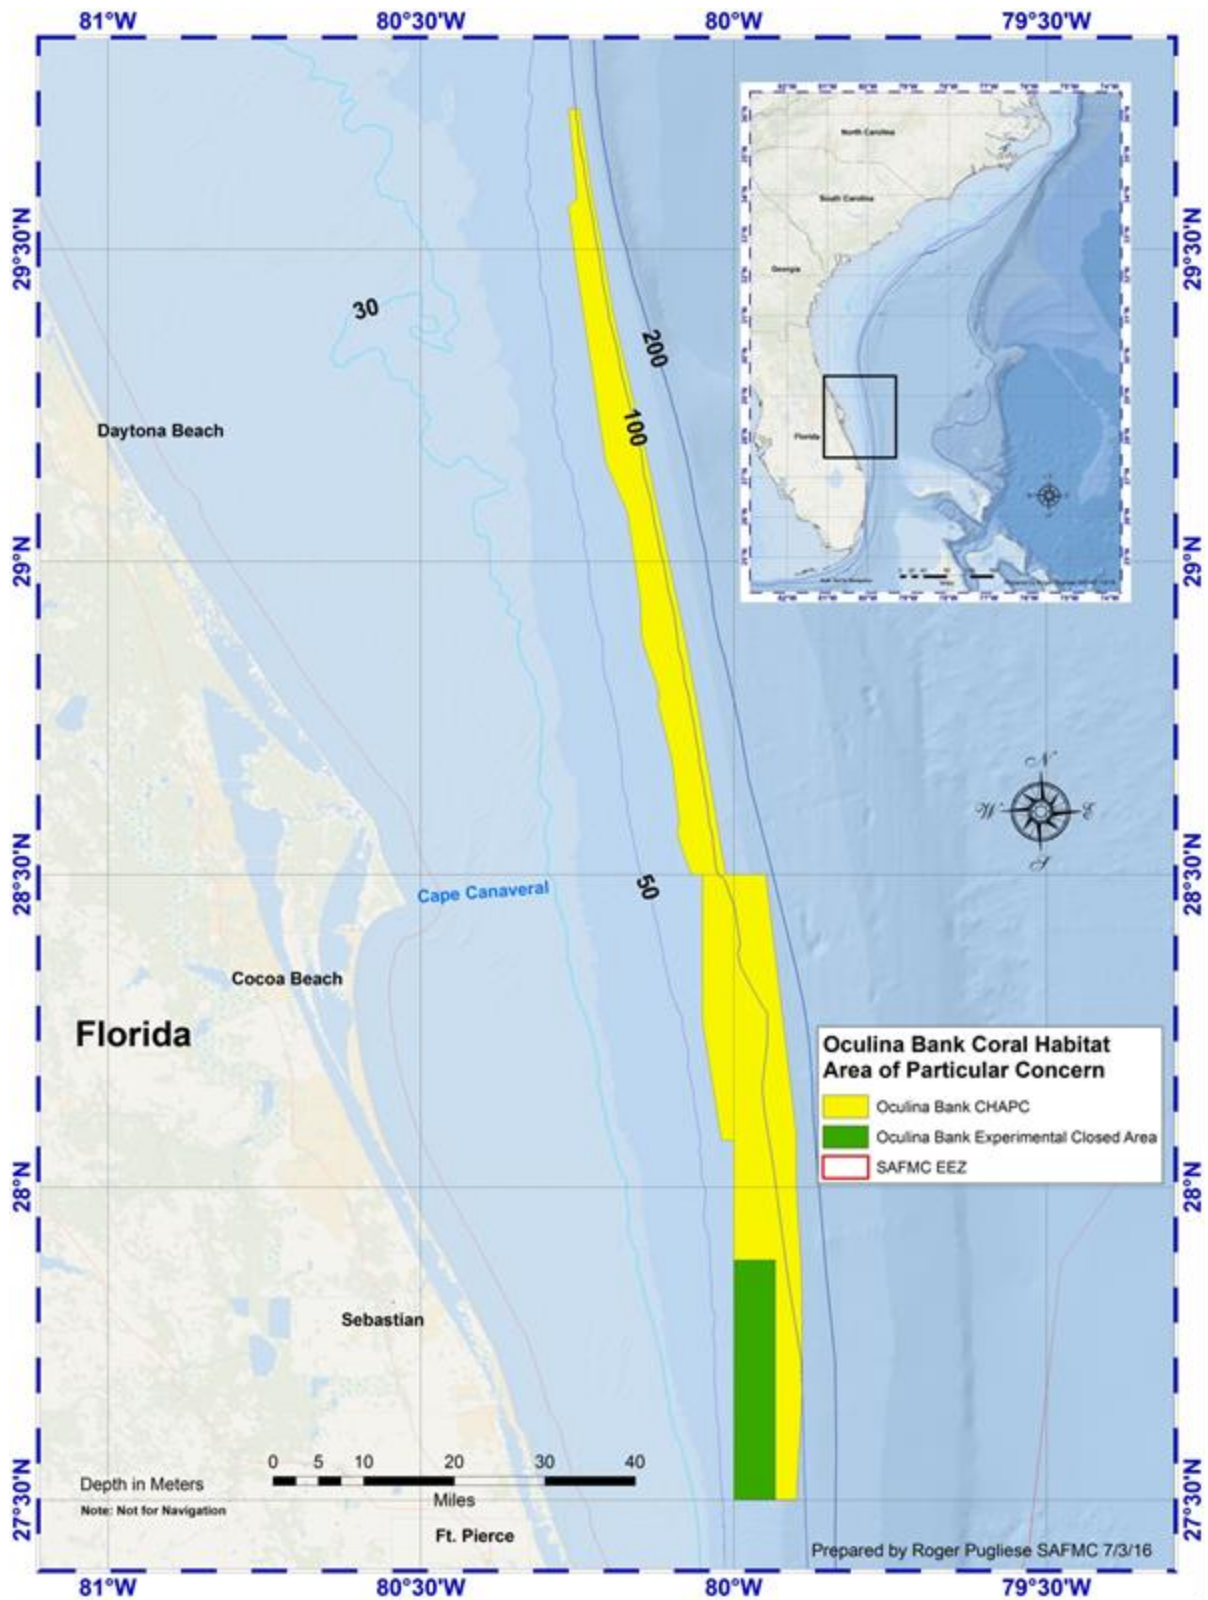 81°W 80°30'W 80°W 79°30'W
North Carolina
South Carolina
Georgia
Florida
29°30'N
29°30'N
30
200
100
Daytona Beach
29°N
29°N
N
W
E
S
28°30'N
28°30'N
50
Cape Canaveral
Cocoa Beach
Florida
Oculina Bank Coral Habitat
Area of Particular Concern
Oculina Bank CHAPC
Oculina Bank Experimental Closed Area
SAFMC EEZ
28°N
28°N
Sebastian
0 5 10 20 30 40
Miles
Depth in Meters
Note: Not for Navigation
27°30'N
27°30'N
Ft. Pierce
Prepared by Roger Pugliese SAFMC 7/3/16
81°W 80°30'W 80°W 79°30'W